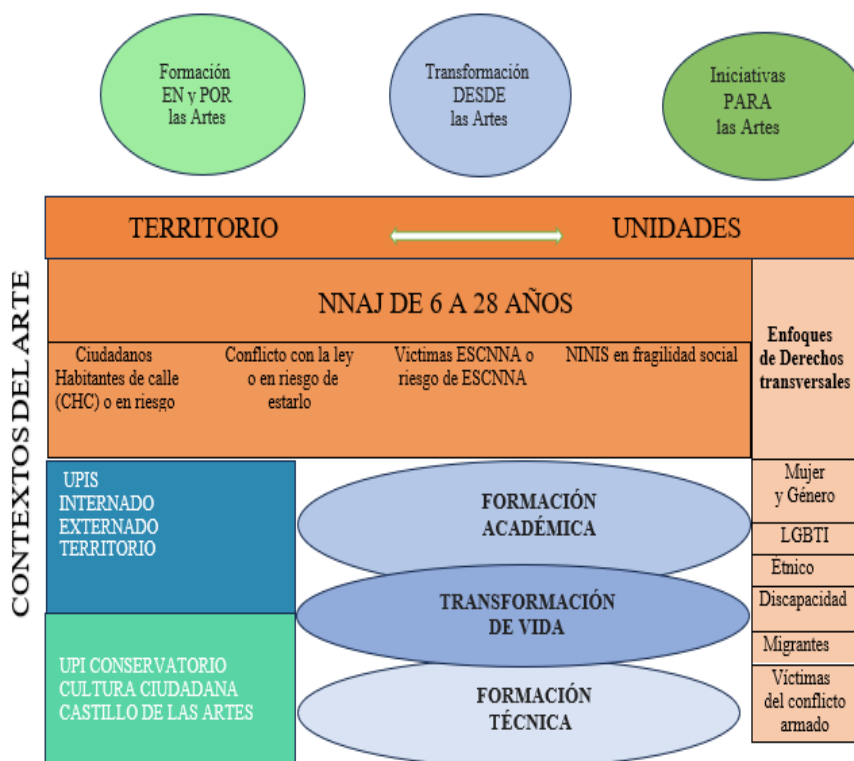 Formación
EN y POR
las Artes
Transformación
DESDE
las Artes
Iniciativas
PARA
las Artes
TERRITORIO
UNIDADES
CONTEXTOS DEL ARTE
NNAJ DE 6 A 28 AÑOS
Ciudadanos
Habitantes de calle
(CHC) o en riesgo
Conflicto con la ley
o en riesgo de
estarlo
Victimas ESCNNA o
riesgo de ESCNNA
NINIS en fragilidad social
Enfoques
de Derechos
transversales
UPIS
INTERNADO
EXTERNADO
TERRITORIO
FORMACIÓN
ACADÉMICA
TRANSFORMACIÓN
DE VIDA
UPI CONSERVATORIO
CULTURA CIUDADANA
CASTILLO DE LAS ARTES
FORMACIÓN
TÉCNICA
Mujer
y Género
LGBTI
Étnico
Discapacidad
Migrantes
Víctimas
del conflicto
armado